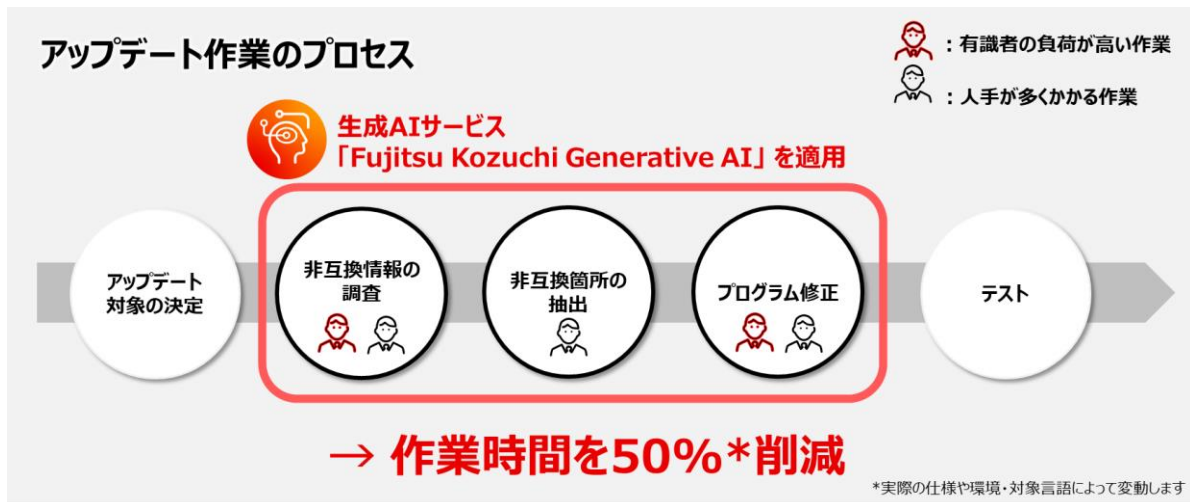 アップデート作業のプロセス
：有識者の負荷が高い作業
：人手が多くかかる作業
生成AIサービス
「Fujitsu Kozuchi Generative AI」を適用
アップデート
対象の決定
非互換情報の
調査
非互換箇所の
抽出
プログラム修正
テスト
→ 作業時間を50%*削減
*実際の仕様や環境・対象言語によって変動します